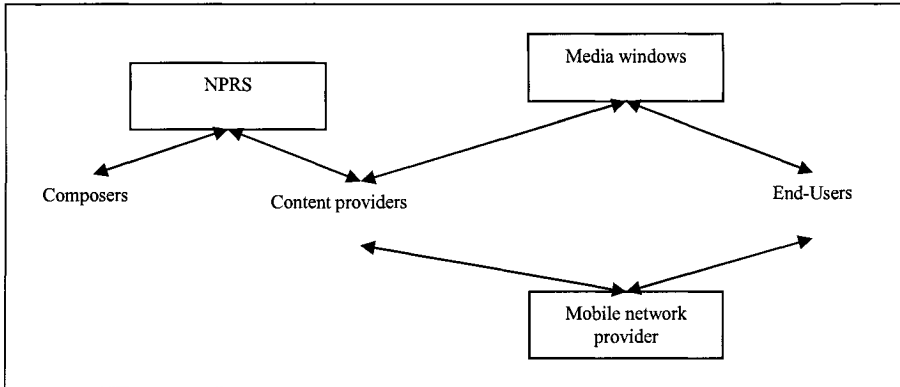 Media windows
NPRS
Composers
Content providers
End-Users
Mobile network
provider